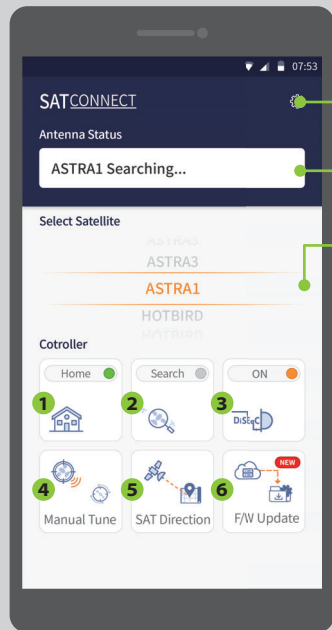 07:53
SATCONNECT
Antenna Status
ASTRA1 Searching...
Select Satellite
ASTRA3
ASTRA1
HOTBIRD
HOTBIRD
Cotroller
Home Search ON
1 2 3
DiSEqC
4 5 6
NEW
Manual Tune SAT Direction F/W Update